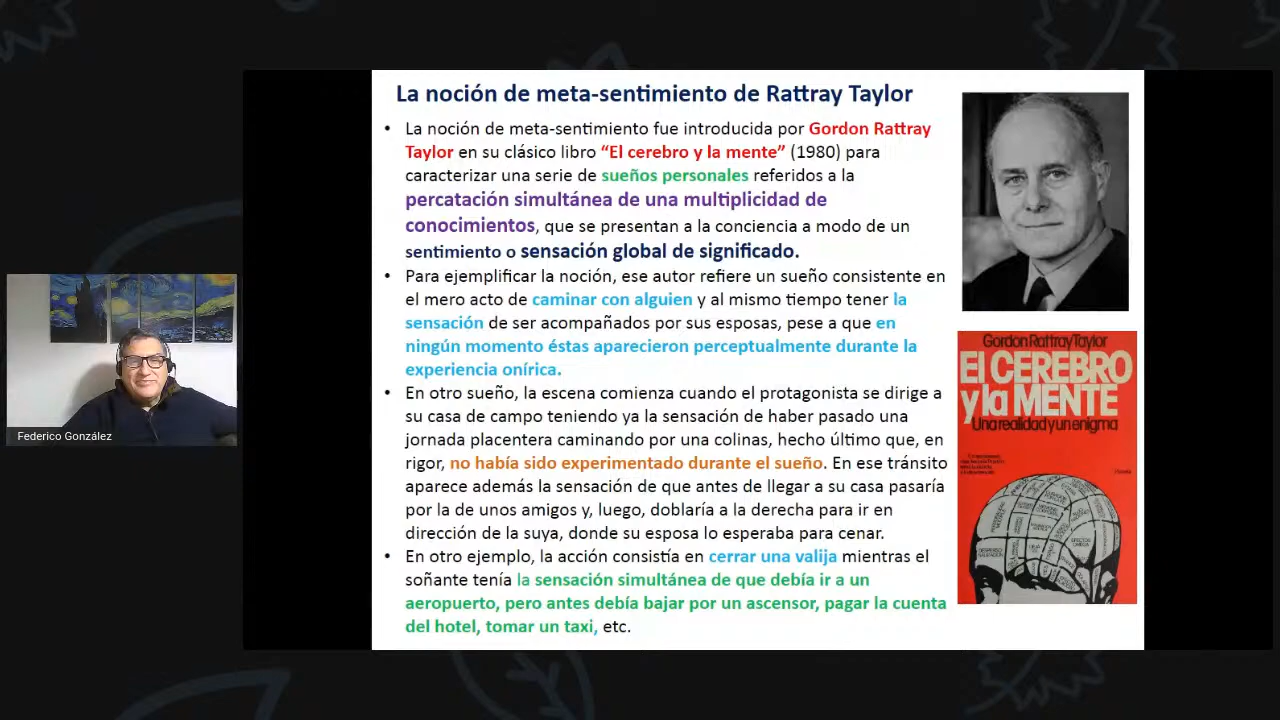 La noción de meta-sentimiento de Rattray Taylor
• La noción de meta-sentimiento fue introducida por Gordon Rattray
Taylor en su clásico libro “El cerebro y la mente” (1980) para
caracterizar una serie de sueños personales referidos a la
percatación simultánea de una multiplicidad de
conocimientos, que se presentan a la conciencia a modo de un
sentimiento o sensación global de significado.
• Para ejemplificar la noción, ese autor refiere un sueño consistente en
el mero acto de caminar con alguien y al mismo tiempo tener la
sensación de ser acompañados por sus esposas, pese a que en
ningún momento éstas aparecieron perceptualmente durante la
experiencia onírica.
• En otro sueño, la escena comienza cuando el protagonista se dirige a
su casa de campo teniendo ya la sensación de haber pasado una
jornada placentera caminando por una colinas, hecho último que, en
rigor, no había sido experimentado durante el sueño. En ese tránsito
aparece además la sensación de que antes de llegar a su casa pasaría
por la de unos amigos y, luego, doblaría a la derecha para ir en
dirección de la suya, donde su esposa lo esperaba para cenar.
• En otro ejemplo, la acción consistía en cerrar una valija mientras el
soñante tenía la sensación simultánea de que debía ir a un
aeropuerto, pero antes debía bajar por un ascensor, pagar la cuenta
del hotel, tomar un taxi, etc.
Gordon Rattray Taylor
El CEREBRO
y la MENTE
Una realidad y un enigma
Federico González